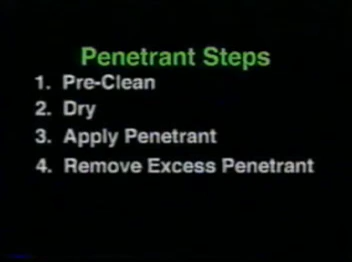 Penetrant Steps
1. Pre-Clean
2. Dry
3. Apply Penetrant
4. Remove Excess Penetrant